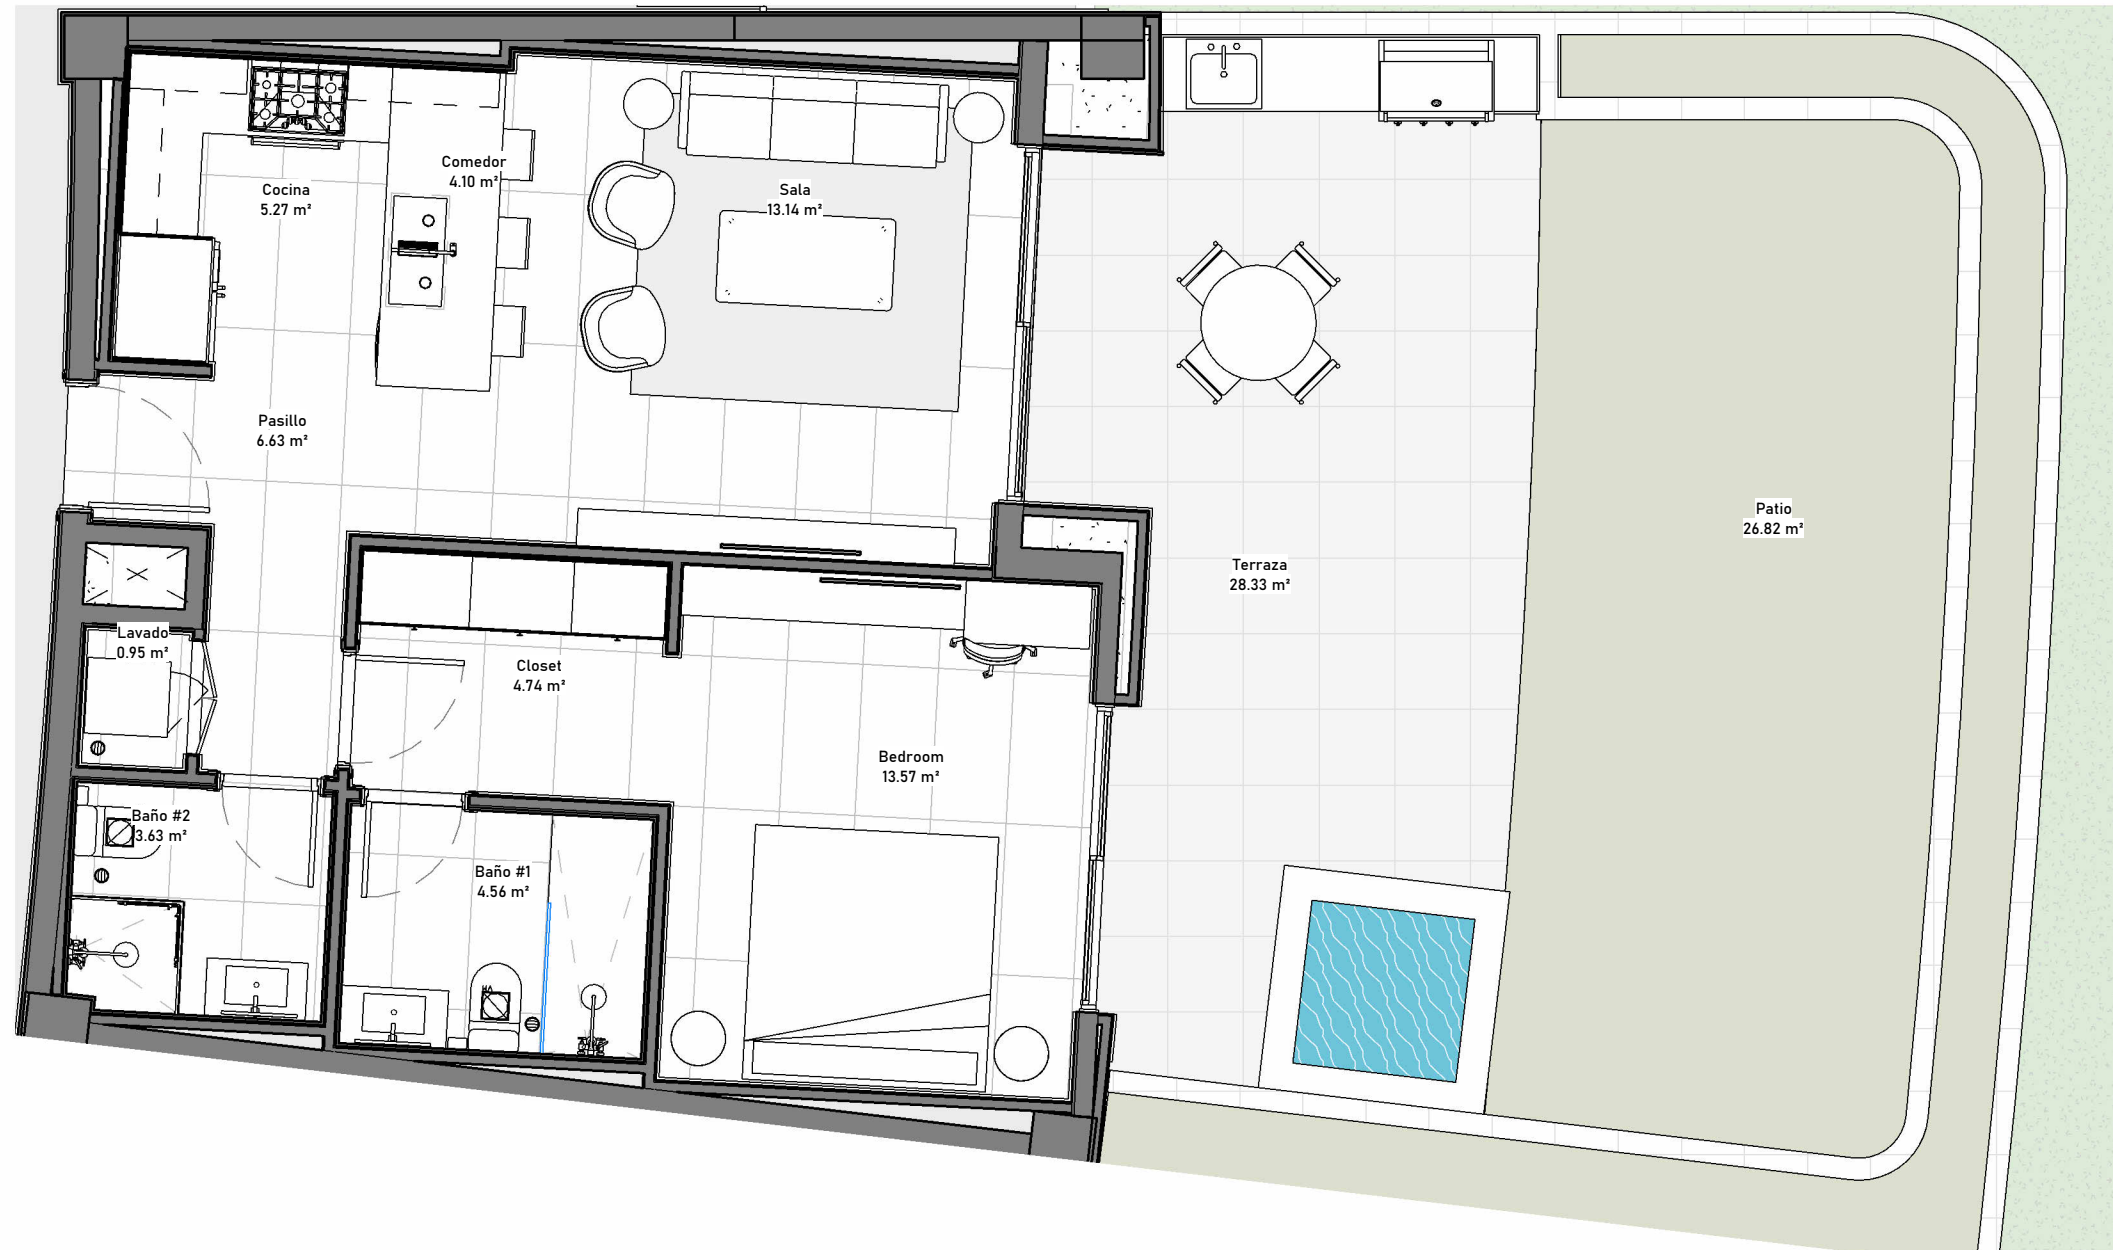 Cocina
5.27 m²
Comedor
4.10 m²
Sala
13.14 m²
Pasillo
6.63 m²
Patio
26.82 m²
Terraza
28.33 m²
Lavado
0.95 m²
Closet
4.74 m²
Bedroom
13.57 m²
Baño #2
3.63 m²
Baño #1
4.56 m²